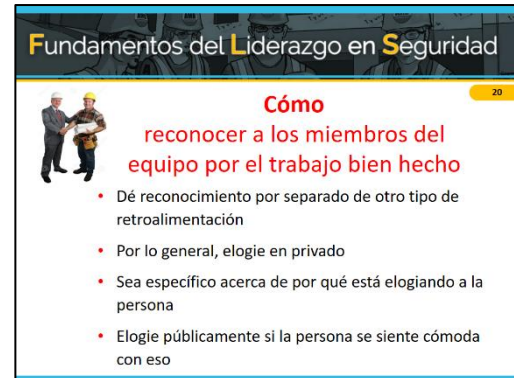 Fundamentos del Liderazgo en Seguridad
20
Cómo
reconocer a los miembros del
equipo por el trabajo bien hecho
• Dé reconocimiento por separado de otro tipo de
retroalimentación
• Por lo general, elogie en privado
• Sea específico acerca de por qué está elogiando a la
persona
• Elogie públicamente si la persona se siente cómoda
con eso